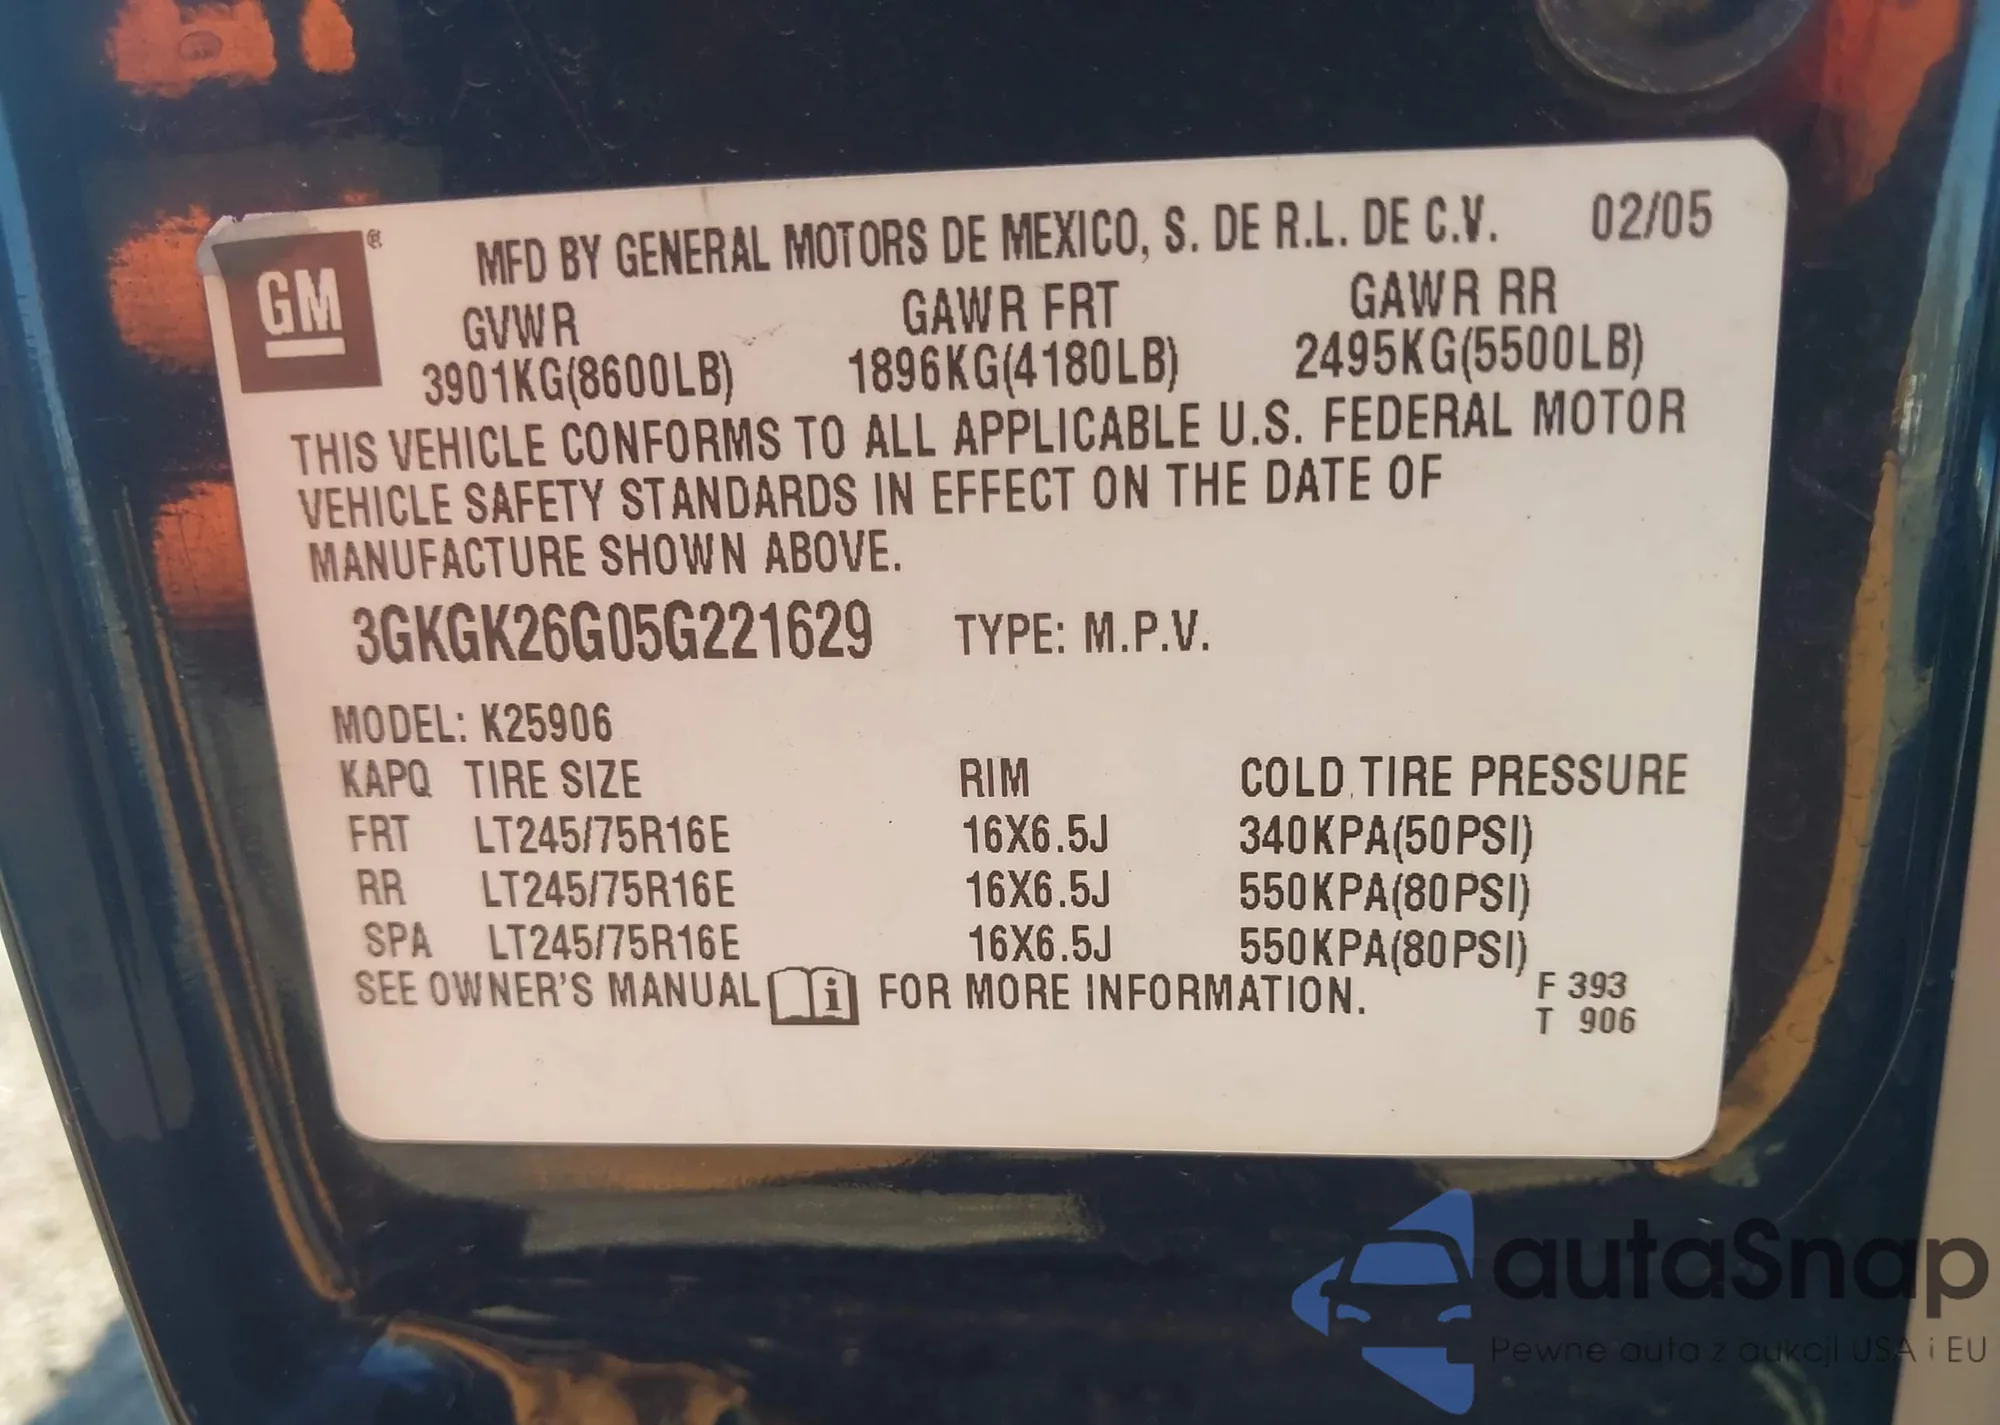 GM ®
MFD BY GENERAL MOTORS DE MEXICO, S. DE R.L. DE C.V. 02/05
GVWR GAWR FRT GAWR RR
3901KG(8600LB) 1896KG(4180LB) 2495KG(5500LB)
THIS VEHICLE CONFORMS TO ALL APPLICABLE U.S. FEDERAL MOTOR
VEHICLE SAFETY STANDARDS IN EFFECT ON THE DATE OF
MANUFACTURE SHOWN ABOVE.
3GKGK26G05G221629 TYPE: M.P.V.
MODEL: K25906
KAPQ TIRE SIZE RIM COLD TIRE PRESSURE
FRT LT245/75R16E 16X6.5J 340KPA(50PSI)
RR LT245/75R16E 16X6.5J 550KPA(80PSI)
SPA LT245/75R16E 16X6.5J 550KPA(80PSI)
SEE OWNER'S MANUAL i FOR MORE INFORMATION.
F 393
T 906
autaSnap
Pewne auta z aukcji USA i EU